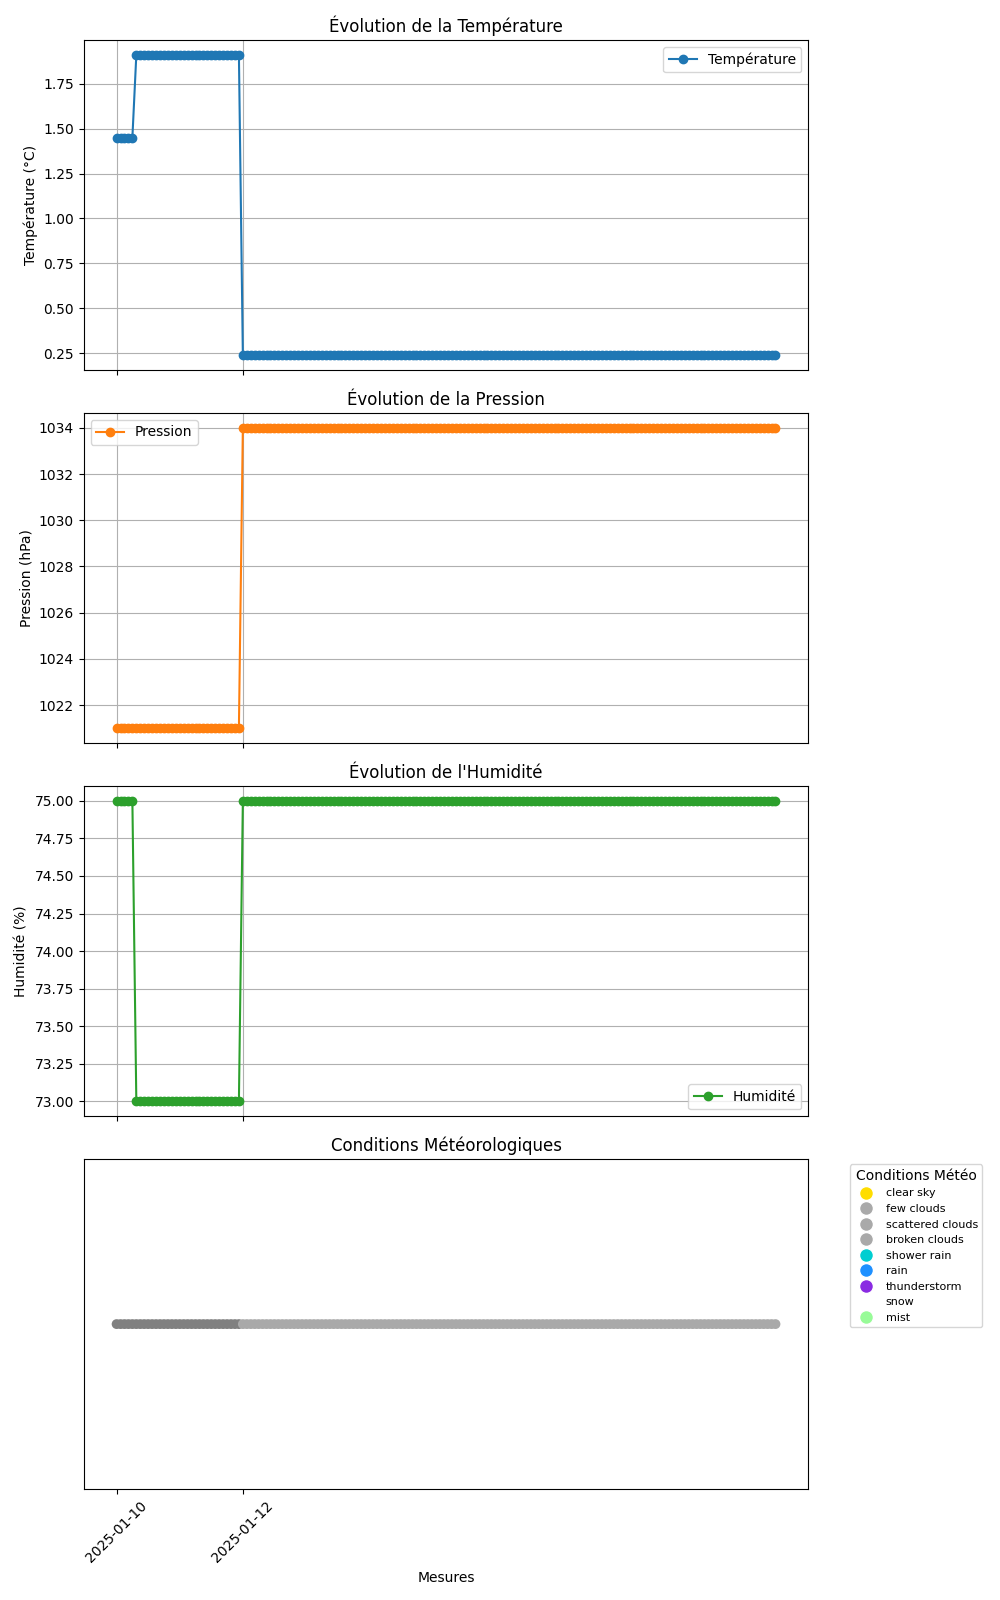 Évolution de la Température
Température
1.75
1.50
1.25
1.00
0.75
0.50
0.25
Température (°C)
Évolution de la Pression
Pression
1034
1032
1030
1028
1026
1024
1022
Pression (hPa)
Évolution de l'Humidité
75.00
74.75
74.50
74.25
74.00
73.75
73.50
73.25
73.00
Humidité (%)
Humidité
Conditions Météorologiques
Conditions Météo
clear sky
few clouds
scattered clouds
broken clouds
shower rain
rain
thunderstorm
snow
mist
2025-01-10
2025-01-12
Mesures